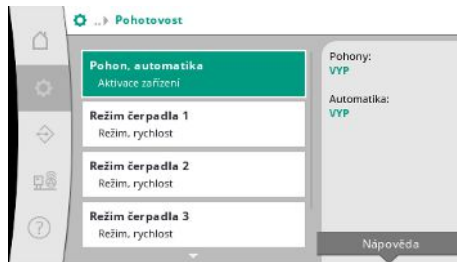 ..▸ Pohotovost
Pohon, automatika
Aktivace zařízení
Režim čerpadla 1
Režim, rychlost
Režim čerpadla 2
Režim, rychlost
Režim čerpadla 3
Režim, rychlost
Pohony:
VYP
Automatika:
VYP
Nápověda